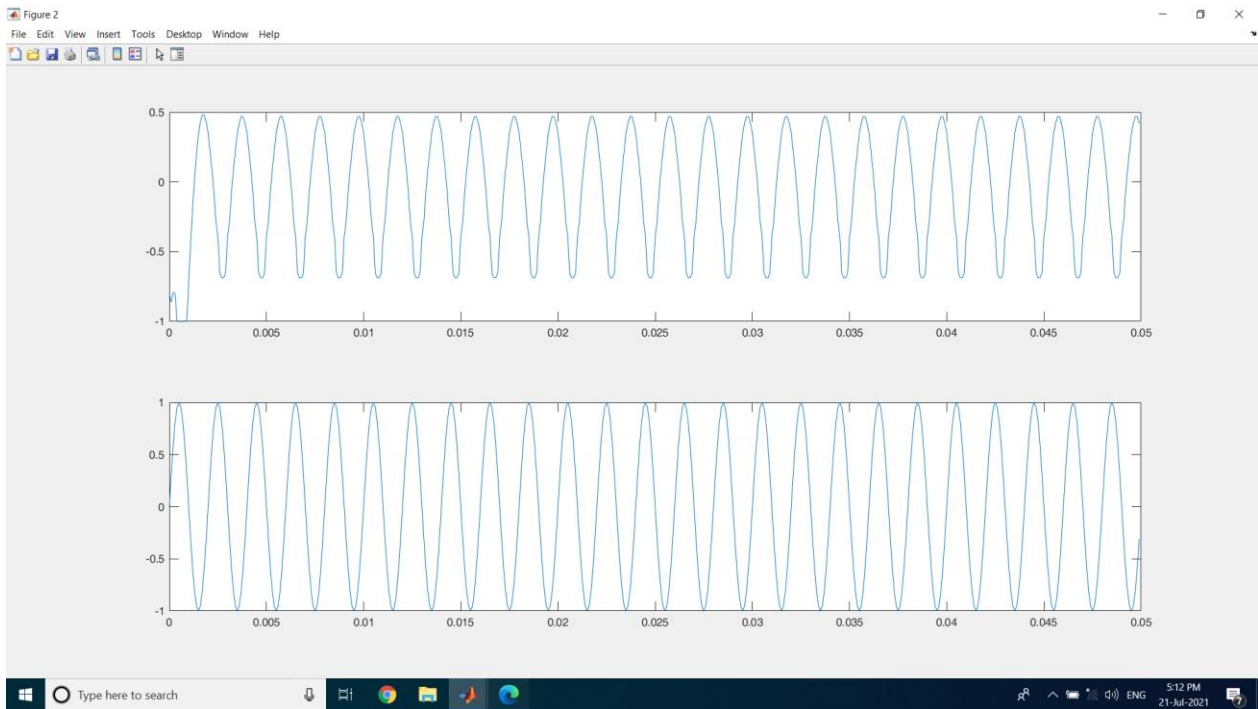 Figure 2
File Edit View Insert Tools Desktop Window Help
0.5
0
-0.5
-1
0 0.005 0.01 0.015 0.02 0.025 0.03 0.035 0.04 0.045 0.05
1
0.5
0
-0.5
-1
0 0.005 0.01 0.015 0.02 0.025 0.03 0.035 0.04 0.045 0.05
Type here to search
ENG
5:12 PM
21-Jul-2021
7